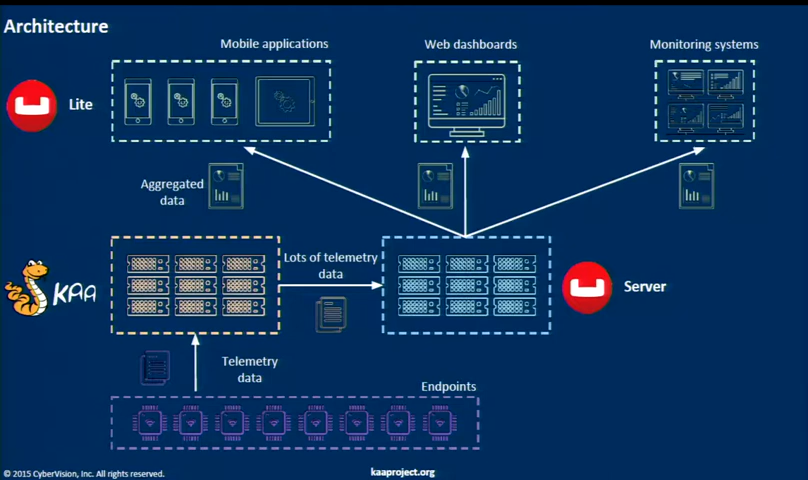 Architecture
Mobile applications
Web dashboards
Monitoring systems
Lite
Aggregated
data
Lots of telemetry
data
KAA
Server
Telemetry
data
Endpoints
© 2015 CyberVision, Inc. All rights reserved.
kaaproject.org